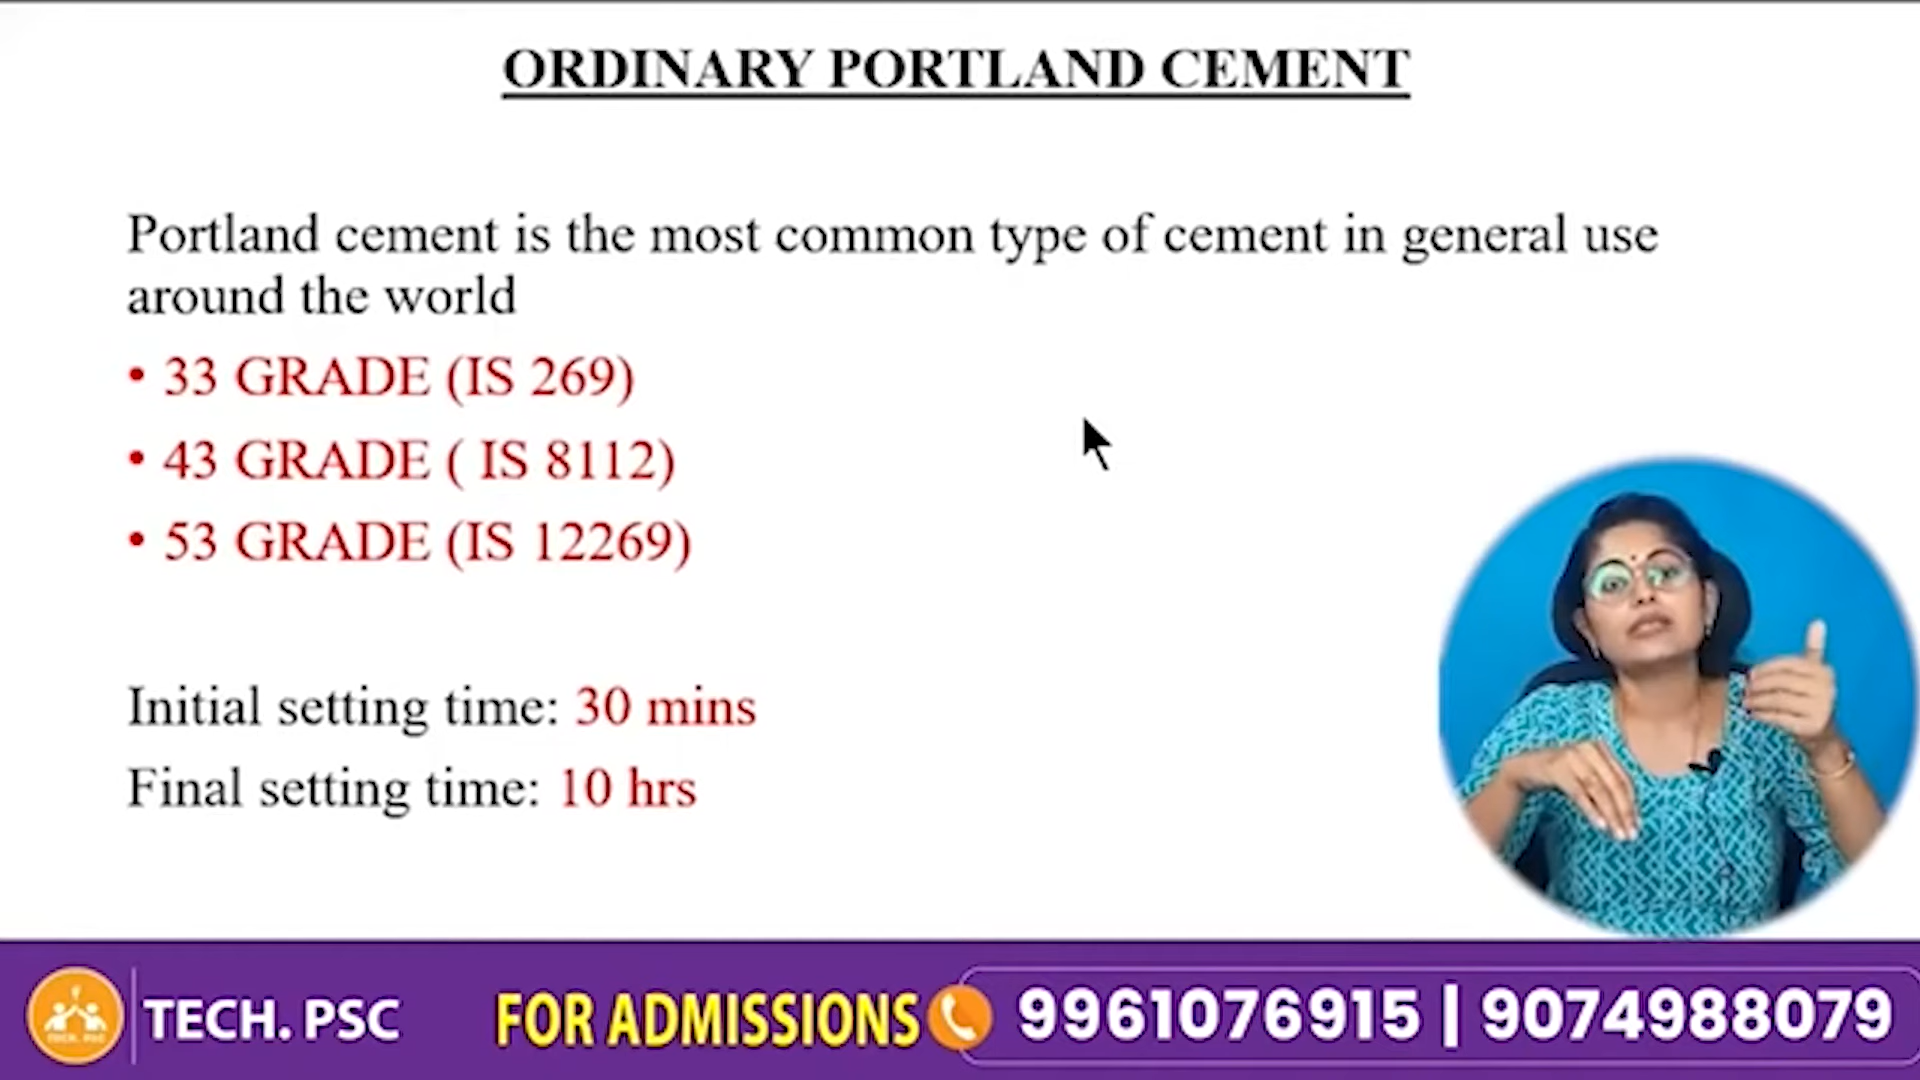 ORDINARY PORTLAND CEMENT
Portland cement is the most common type of cement in general use
around the world
• 33 GRADE (IS 269)
• 43 GRADE ( IS 8112)
• 53 GRADE (IS 12269)
Initial setting time: 30 mins
Final setting time: 10 hrs
TECH. PSC
TECH. PSC FOR ADMISSIONS 9961076915 | 9074988079